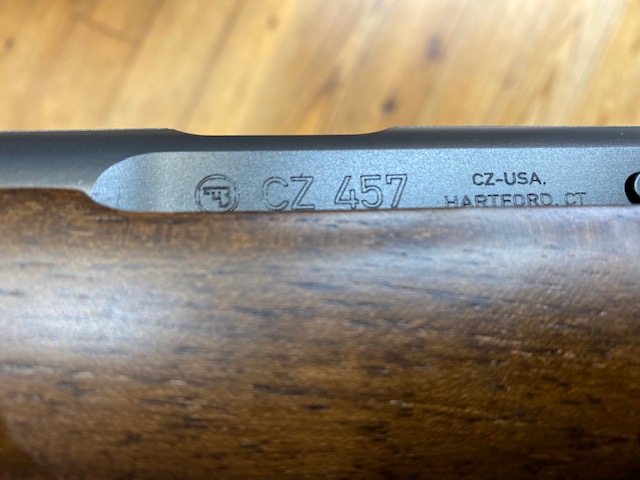 CZ 457
CZ-USA.
HARTFORD, CT